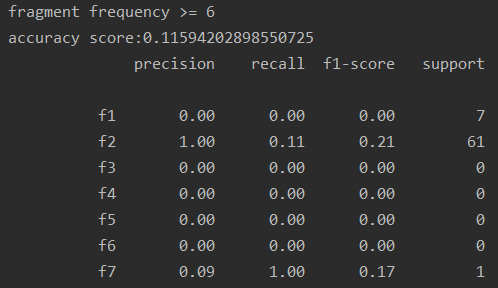 fragment frequency >= 6
accuracy score:0.11594202898550725
precision recall f1-score support
f1 0.00 0.00 0.00 7
f2 1.00 0.11 0.21 61
f3 0.00 0.00 0.00 0
f4 0.00 0.00 0.00 0
f5 0.00 0.00 0.00 0
f6 0.00 0.00 0.00 0
f7 0.09 1.00 0.17 1